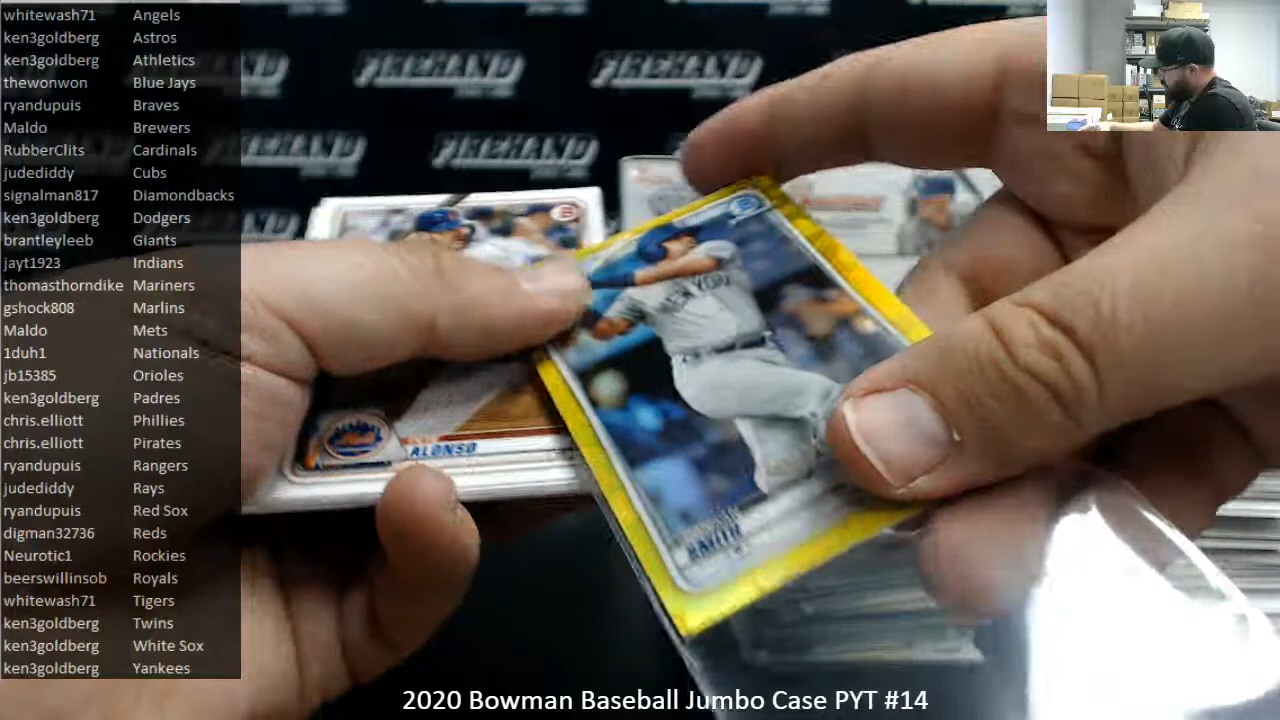 whitewash71 Angels
ken3goldberg Astros
ken3goldberg Athletics
thewonwon Blue Jays
ryandupuis Braves
Maldo Brewers
RubberClits Cardinals
judediddy Cubs
signalman817 Diamondbacks
ken3goldberg Dodgers
brantleyleeb Giants
jayt1923 Indians
thomasthorndike Mariners
gshock808 Marlins
Maldo Mets
1duh1 Nationals
jb15385 Orioles
ken3goldberg Padres
chris.elliott Phillies
chris.elliott Pirates
ryandupuis Rangers
judediddy Rays
ryandupuis Red Sox
digman32736 Reds
Neurotic1 Rockies
beerswillinsob Royals
whitewash71 Tigers
ken3goldberg Twins
ken3goldberg White Sox
ken3goldberg Yankees
FIREHAND FIREHAND
FIREHAND FIREHAND
NEW YORK
ALONSO
SMITH
2020 Bowman Baseball Jumbo Case PYT #14